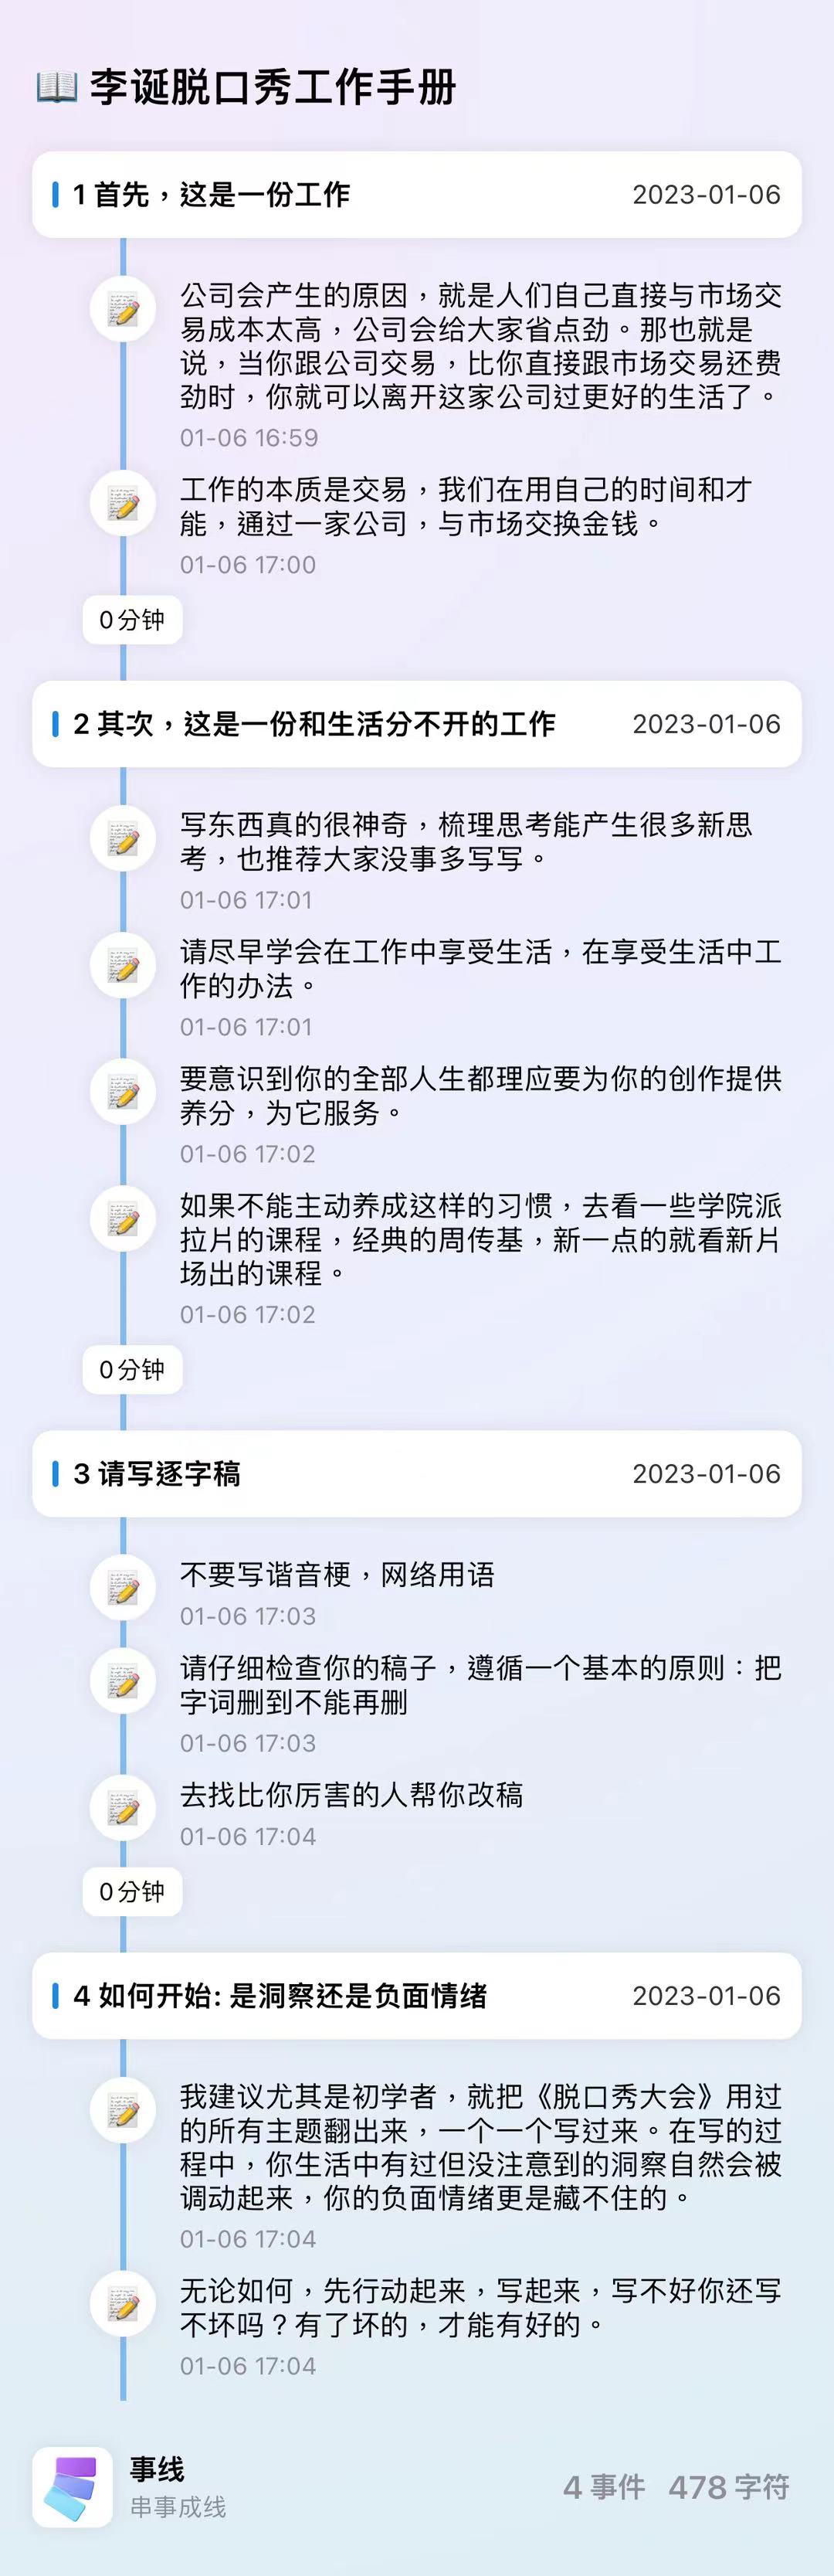 📖 李诞脱口秀工作手册
1 首先，这是一份工作 2023-01-06
公司会产生的原因，就是人们自己直接与市场交
易成本太高，公司会给大家省点劲。那也就是
说，当你跟公司交易，比你直接跟市场交易还费
劲时，你就可以离开这家公司过更好的生活了。
01-06 16:59
工作的本质是交易，我们在用自己的时间和才
能，通过一家公司，与市场交换金钱。
01-06 17:00
0 分钟
2 其次，这是一份和生活分不开的工作 2023-01-06
写东西真的很神奇，梳理思考能产生很多新思
考，也推荐大家没事多写写。
01-06 17:01
请尽早学会在工作中享受生活，在享受生活中工
作的办法。
01-06 17:01
要意识到你的全部人生都理应要为你的创作提供
养分，为它服务。
01-06 17:02
如果不能主动养成这样的习惯，去看一些学院派
拉片的课程，经典的周传基，新一点的就看新片
场出的课程。
01-06 17:02
0 分钟
3 请写逐字稿 2023-01-06
不要写谐音梗，网络用语
01-06 17:03
请仔细检查你的稿子，遵循一个基本的原则：把
字词删到不能再删
01-06 17:03
去找比你厉害的人帮你改稿
01-06 17:04
0 分钟
4 如何开始: 是洞察还是负面情绪 2023-01-06
我建议尤其是初学者，就把《脱口秀大会》用过
的所有主题翻出来，一个一个写过来。在写的过
程中，你生活中有过但没注意到的洞察自然会被
调动起来，你的负面情绪更是藏不住的。
01-06 17:04
无论如何，先行动起来，写起来，写不好你还写
不坏吗？有了坏的，才能有好的。
01-06 17:04
事线
串事成线
4 事件 478 字符